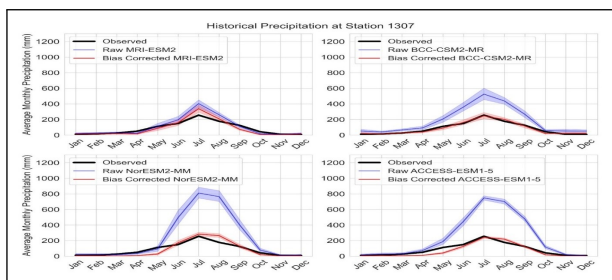 Historical Precipitation at Station 1307
Average Monthly Precipitation (mm)
1200
1000
800
600
400
200
0
Observed
Raw MRI-ESM2
Bias Corrected MRI-ESM2
Jan Feb Mar Apr May Jun Jul Aug Sep Oct Nov Dec
1200
1000
800
600
400
200
0
Observed
Raw BCC-CSM2-MR
Bias Corrected BCC-CSM2-MR
Jan Feb Mar Apr May Jun Jul Aug Sep Oct Nov Dec
Average Monthly Precipitation (mm)
1200
1000
800
600
400
200
0
Observed
Raw NorESM2-MM
Bias Corrected NorESM2-MM
Jan Feb Mar Apr May Jun Jul Aug Sep Oct Nov Dec
1200
1000
800
600
400
200
0
Observed
Raw ACCESS-ESM1-5
Bias Corrected ACCESS-ESM1-5
Jan Feb Mar Apr May Jun Jul Aug Sep Oct Nov Dec